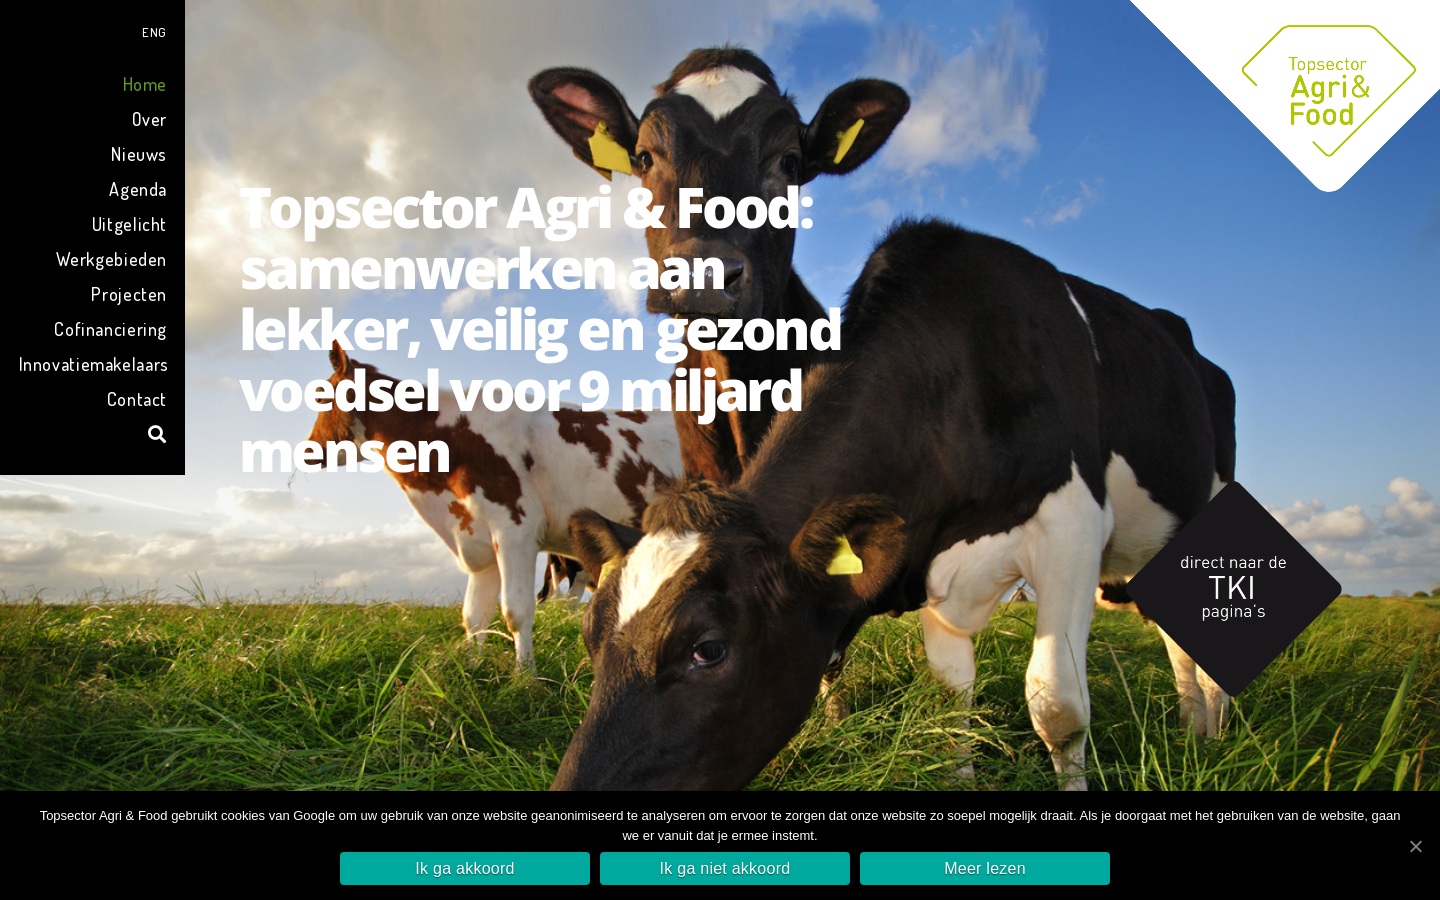 ENG
Home
Over
Nieuws
Agenda
Uitgelicht
Werkgebieden
Projecten
Cofinanciering
Innovatiemakelaars
Contact
Topsector
Agri&
Food
Topsector Agri & Food:
samenwerken aan
lekker, veilig en gezond
voedsel voor 9 miljard
mensen
direct naar de
TKI
pagina's
Topsector Agri & Food gebruikt cookies van Google om uw gebruik van onze website geanonimiseerd te analyseren om ervoor te zorgen dat onze website zo soepel mogelijk draait. Als je doorgaat met het gebruiken van de website, gaan
we er vanuit dat je ermee instemt.
Ik ga akkoord
Ik ga niet akkoord
Meer lezen